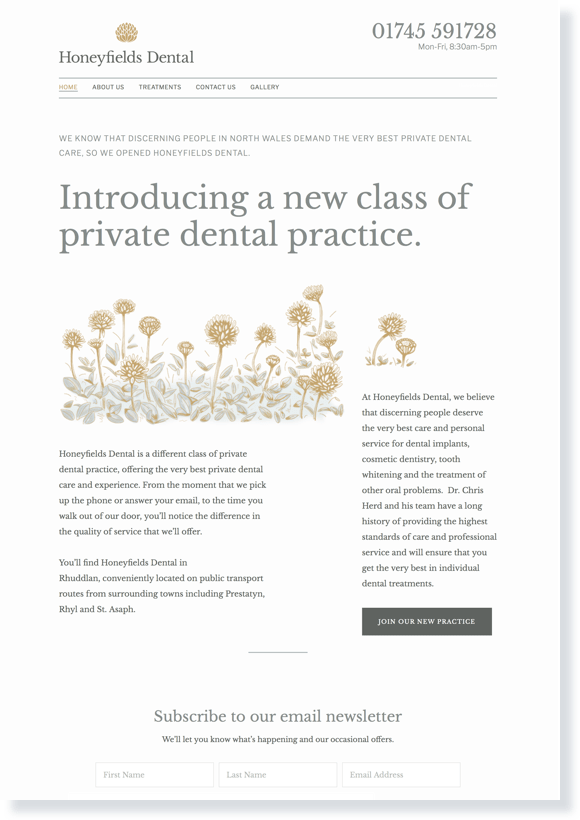 Honeyfields Dental
01745 591728
Mon-Fri, 8:30am-5pm
HOME ABOUT US TREATMENTS CONTACT US GALLERY
WE KNOW THAT DISCERNING PEOPLE IN NORTH WALES DEMAND THE VERY BEST PRIVATE DENTAL
CARE, SO WE OPENED HONEYFIELDS DENTAL.
Introducing a new class of
private dental practice.
Honeyfields Dental is a different class of private
dental practice, offering the very best private dental
care and experience. From the moment that we pick
up the phone or answer your email, to the time you
walk out of our door, you'll notice the difference in
the quality of service that we'll offer.
You'll find Honeyfields Dental in
Rhuddlan, conveniently located on public transport
routes from surrounding towns including Prestatyn,
Rhyl and St. Asaph.
At Honeyfields Dental, we believe
that discerning people deserve
the very best care and personal
service for dental implants,
cosmetic dentistry, tooth
whitening and the treatment of
other oral problems. Dr. Chris
Herd and his team have a long
history of providing the highest
standards of care and professional
service and will ensure that you
get the very best in individual
dental treatments.
JOIN OUR NEW PRACTICE
Subscribe to our email newsletter
We'll let you know what's happening and our occasional offers.
First Name Last Name Email Address